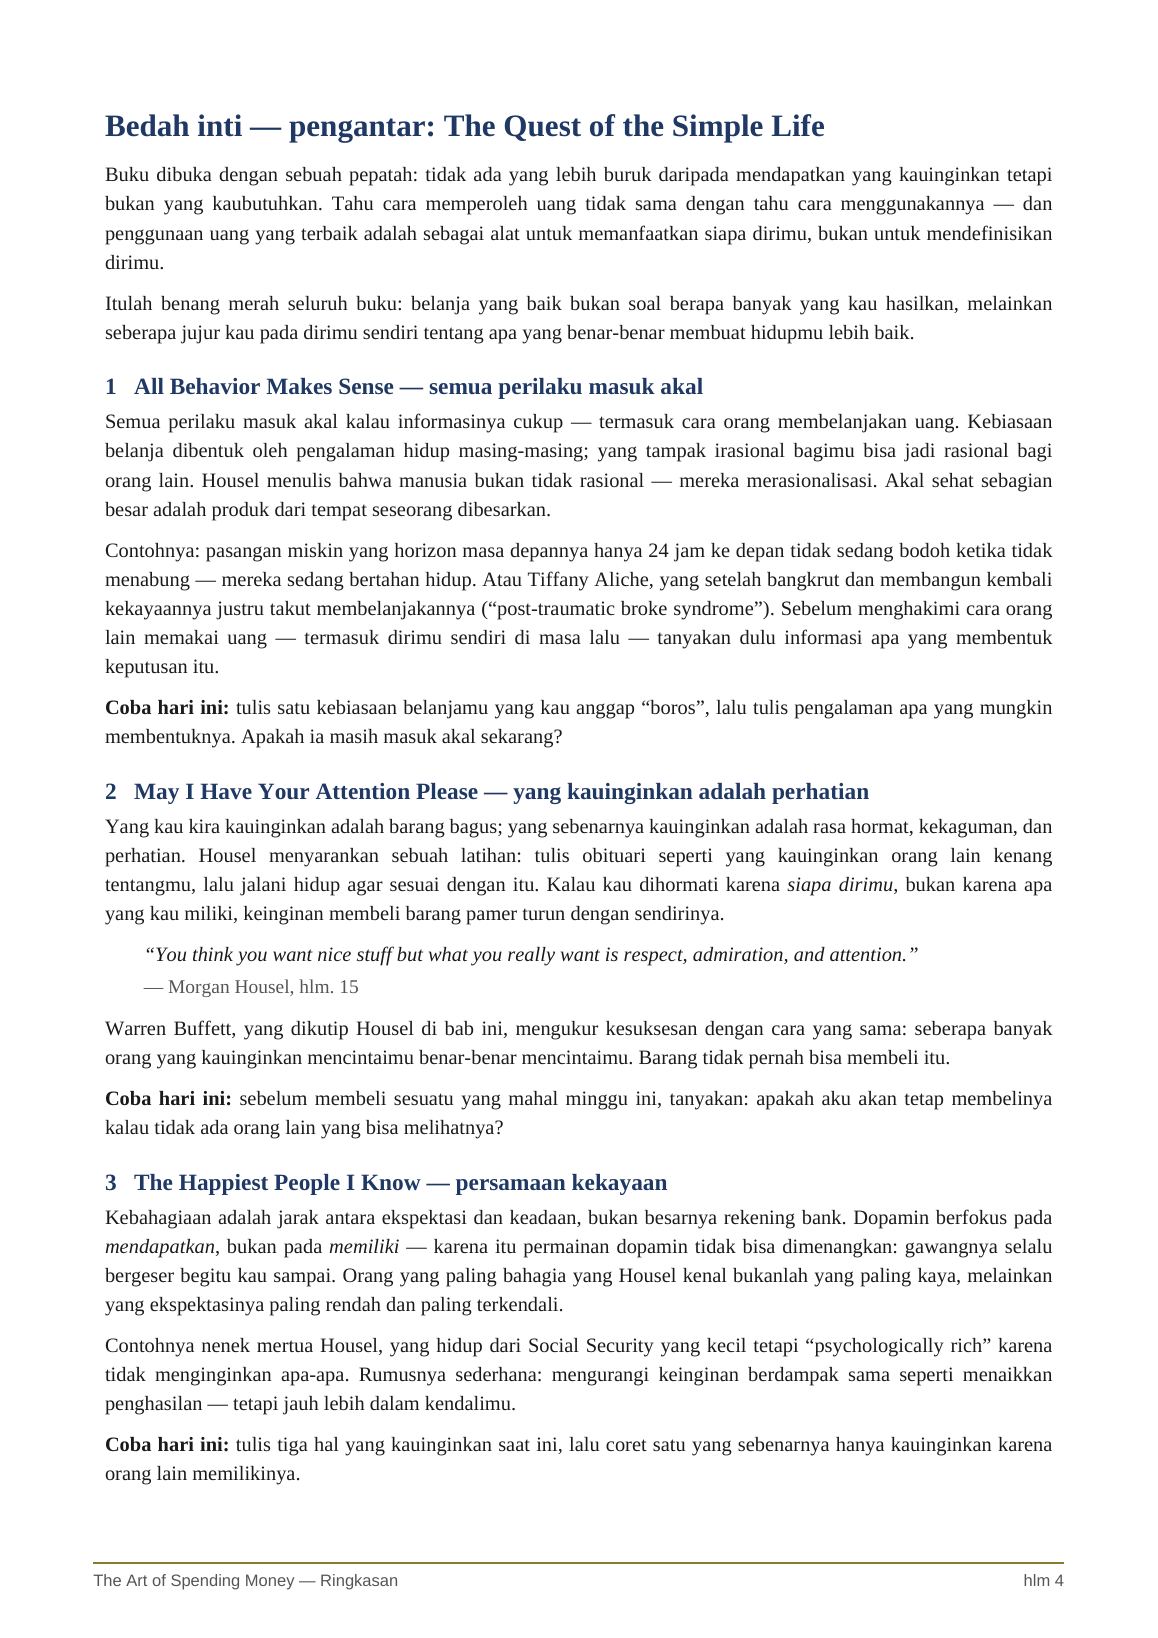 Bedah inti — pengantar: The Quest of the Simple Life
Buku dibuka dengan sebuah pepatah: tidak ada yang lebih buruk daripada mendapatkan yang kauinginkan tetapi
bukan yang kaubutuhkan. Tahu cara memperoleh uang tidak sama dengan tahu cara menggunakannya — dan
penggunaan uang yang terbaik adalah sebagai alat untuk memanfaatkan siapa dirimu, bukan untuk mendefinisikan
dirimu.
Itulah benang merah seluruh buku: belanja yang baik bukan soal berapa banyak yang kau hasilkan, melainkan
seberapa jujur kau pada dirimu sendiri tentang apa yang benar-benar membuat hidupmu lebih baik.
1 All Behavior Makes Sense — semua perilaku masuk akal
Semua perilaku masuk akal kalau informasinya cukup — termasuk cara orang membelanjakan uang. Kebiasaan
belanja dibentuk oleh pengalaman hidup masing-masing; yang tampak irasional bagimu bisa jadi rasional bagi
orang lain. Housel menulis bahwa manusia bukan tidak rasional — mereka merasionalisasi. Akal sehat sebagian
besar adalah produk dari tempat seseorang dibesarkan.
Contohnya: pasangan miskin yang horizon masa depannya hanya 24 jam ke depan tidak sedang bodoh ketika tidak
menabung — mereka sedang bertahan hidup. Atau Tiffany Aliche, yang setelah bangkrut dan membangun kembali
kekayaannya justru takut membelanjakannya (“post-traumatic broke syndrome”). Sebelum menghakimi cara orang
lain memakai uang — termasuk dirimu sendiri di masa lalu — tanyakan dulu informasi apa yang membentuk
keputusan itu.
Coba hari ini: tulis satu kebiasaan belanjamu yang kau anggap “boros”, lalu tulis pengalaman apa yang mungkin
membentuknya. Apakah ia masih masuk akal sekarang?
2 May I Have Your Attention Please — yang kauinginkan adalah perhatian
Yang kau kira kauinginkan adalah barang bagus; yang sebenarnya kauinginkan adalah rasa hormat, kekaguman, dan
perhatian. Housel menyarankan sebuah latihan: tulis obituari seperti yang kauinginkan orang lain kenang
tentangmu, lalu jalani hidup agar sesuai dengan itu. Kalau kau dihormati karena siapa dirimu, bukan karena apa
yang kau miliki, keinginan membeli barang pamer turun dengan sendirinya.
“You think you want nice stuff but what you really want is respect, admiration, and attention.”
— Morgan Housel, hlm. 15
Warren Buffett, yang dikutip Housel di bab ini, mengukur kesuksesan dengan cara yang sama: seberapa banyak
orang yang kauinginkan mencintaimu benar-benar mencintaimu. Barang tidak pernah bisa membeli itu.
Coba hari ini: sebelum membeli sesuatu yang mahal minggu ini, tanyakan: apakah aku akan tetap membelinya
kalau tidak ada orang lain yang bisa melihatnya?
3 The Happiest People I Know — persamaan kekayaan
Kebahagiaan adalah jarak antara ekspektasi dan keadaan, bukan besarnya rekening bank. Dopamin berfokus pada
mendapatkan, bukan pada memiliki — karena itu permainan dopamin tidak bisa dimenangkan: gawangnya selalu
bergeser begitu kau sampai. Orang yang paling bahagia yang Housel kenal bukanlah yang paling kaya, melainkan
yang ekspektasinya paling rendah dan paling terkendali.
Contohnya nenek mertua Housel, yang hidup dari Social Security yang kecil tetapi “psychologically rich” karena
tidak menginginkan apa-apa. Rumusnya sederhana: mengurangi keinginan berdampak sama seperti menaikkan
penghasilan — tetapi jauh lebih dalam kendalimu.
Coba hari ini: tulis tiga hal yang kauinginkan saat ini, lalu coret satu yang sebenarnya hanya kauinginkan karena
orang lain memilikinya.
The Art of Spending Money — Ringkasan
hlm 4